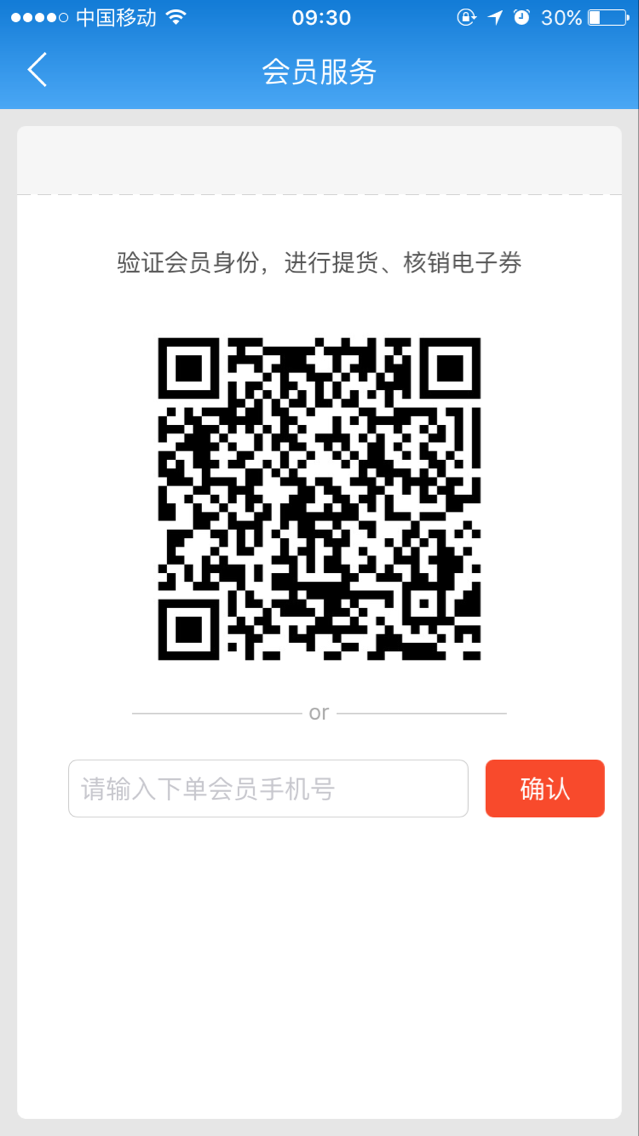 中国移动 09:30 30%
会员服务
验证会员身份，进行提货、核销电子券
or
请输入下单会员手机号 确认